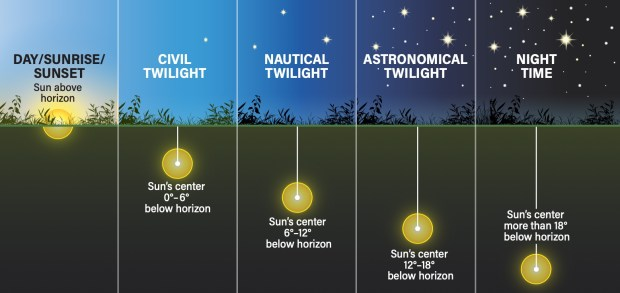 DAY/SUNRISE/
SUNSET
Sun above
horizon
CIVIL
TWILIGHT
Sun's center
0°–6°
below horizon
NAUTICAL
TWILIGHT
Sun's center
6°–12°
below horizon
ASTRONOMICAL
TWILIGHT
Sun's center
12°–18°
below horizon
NIGHT
TIME
Sun's center
more than 18°
below horizon